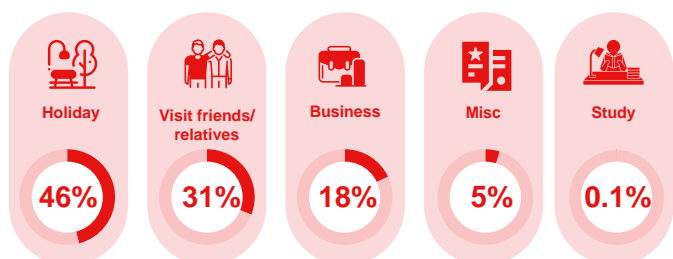 Holiday
Visit friends/
relatives
Business
Misc
Study
46%
31%
18%
5%
0.1%